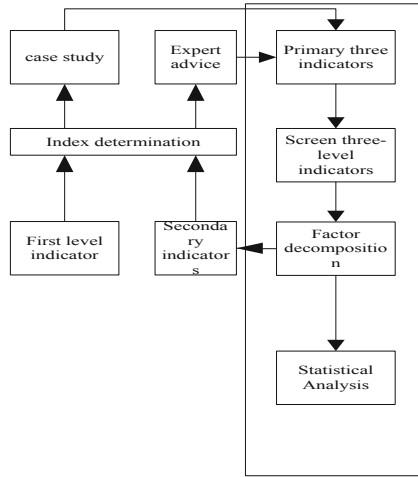 case study
Expert
advice
Primary three
indicators
Index determination
Screen three-
level
indicators
First level
indicator
Seconda
ry
indicator
s
Factor
decompositio
n
Statistical
Analysis